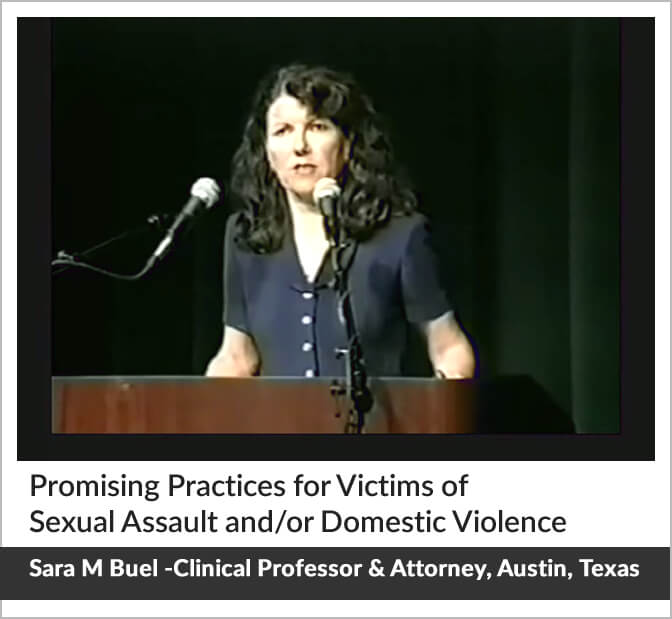 Promising Practices for Victims of
Sexual Assault and/or Domestic Violence
Sara M Buel -Clinical Professor & Attorney, Austin, Texas